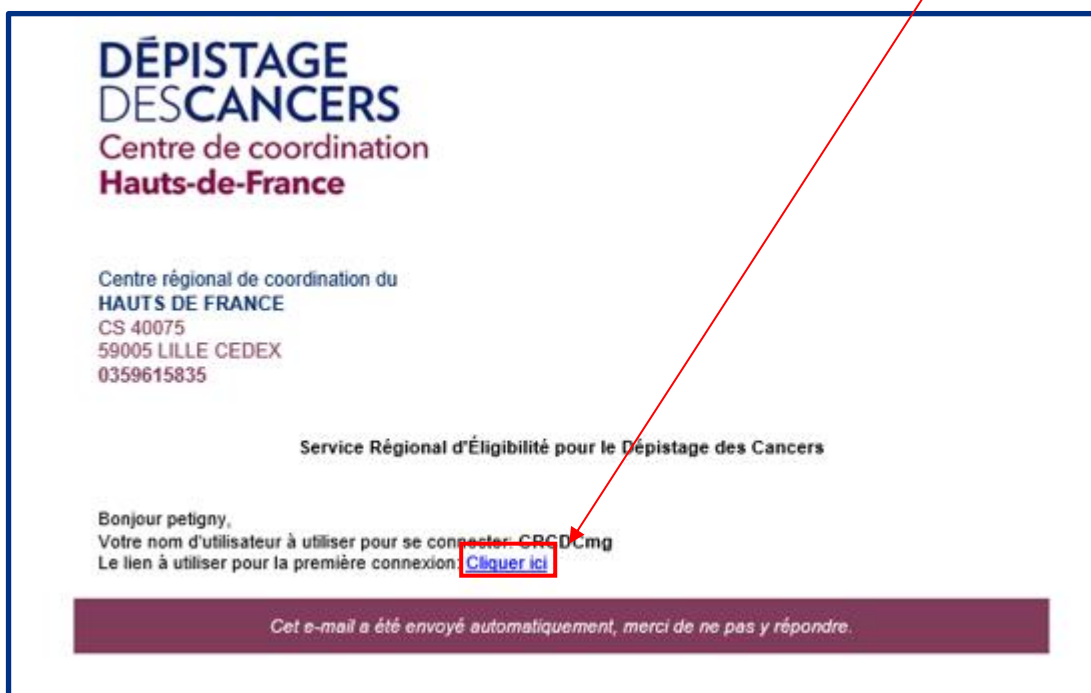 DÉPISTAGE
DESCANCERS
Centre de coordination
Hauts-de-France
Centre régional de coordination du
HAUTS DE FRANCE
CS 40075
59005 LILLE CEDEX
0359615835
Service Régional d'Éligibilité pour le Dépistage des Cancers
Bonjour petigny,
Votre nom d'utilisateur à utiliser pour se connecter: CRCDCmg
Le lien à utiliser pour la première connexion: Cliquer ici
Cet e-mail a été envoyé automatiquement, merci de ne pas y répondre.